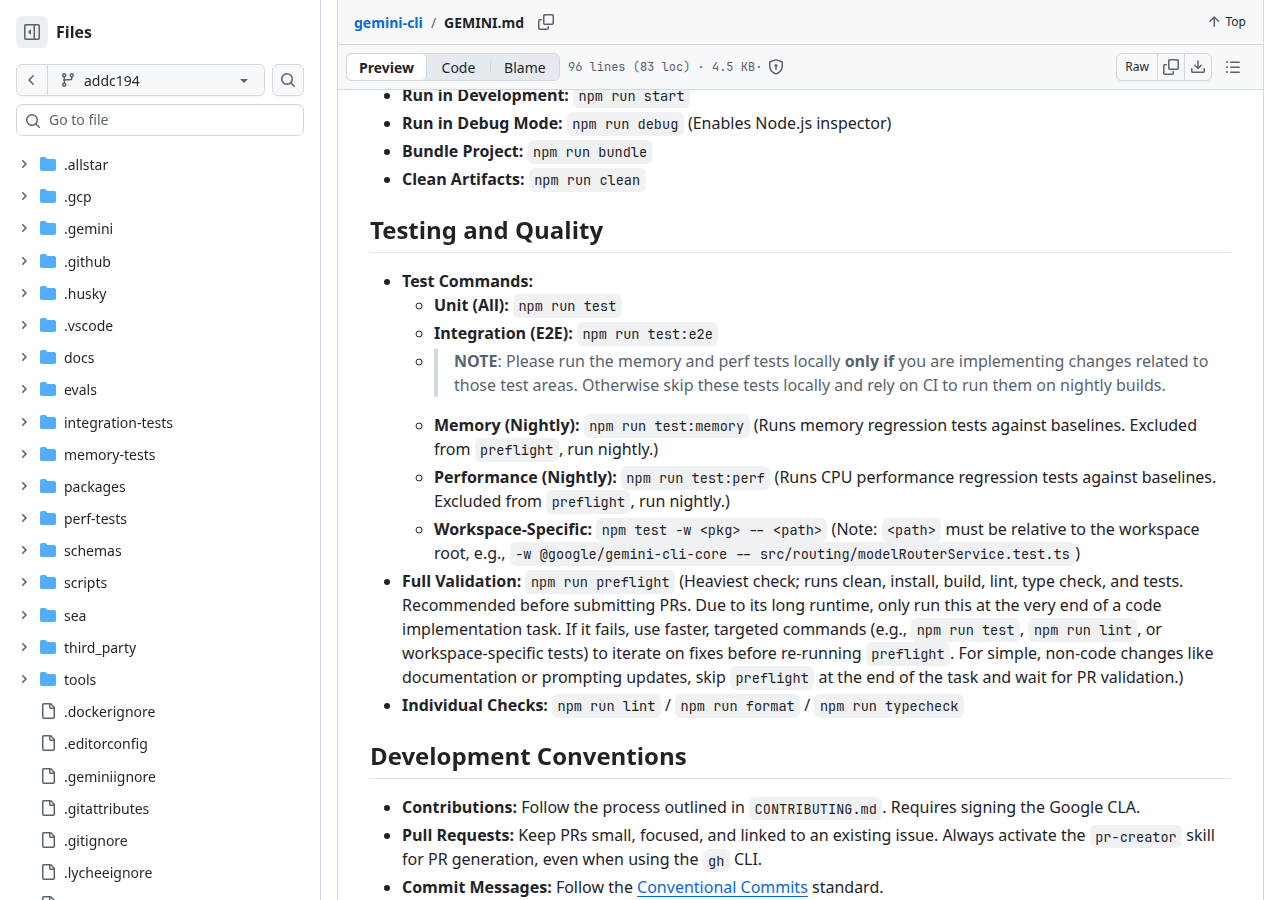 Files
addc194
Go to file
.allstar
.gcp
.gemini
.github
.husky
.vscode
docs
evals
integration-tests
memory-tests
packages
perf-tests
schemas
scripts
sea
third_party
tools
.dockerignore
.editorconfig
.geminiignore
.gitattributes
.gitignore
.lycheeignore
gemini-cli / GEMINI.md
Top
Preview Code Blame 96 lines (83 loc) · 4.5 KB·
Raw
Run in Development: npm run start
Run in Debug Mode: npm run debug (Enables Node.js inspector)
Bundle Project: npm run bundle
Clean Artifacts: npm run clean
Testing and Quality
Test Commands:
Unit (All): npm run test
Integration (E2E): npm run test:e2e
NOTE: Please run the memory and perf tests locally only if you are implementing changes related to
those test areas. Otherwise skip these tests locally and rely on CI to run them on nightly builds.
Memory (Nightly): npm run test:memory (Runs memory regression tests against baselines. Excluded
from preflight, run nightly.)
Performance (Nightly): npm run test:perf (Runs CPU performance regression tests against baselines.
Excluded from preflight, run nightly.)
Workspace-Specific: npm test -w <pkg> -- <path> (Note: <path> must be relative to the workspace
root, e.g., -w @google/gemini-cli-core -- src/routing/modelRouterService.test.ts)
Full Validation: npm run preflight (Heaviest check; runs clean, install, build, lint, type check, and tests.
Recommended before submitting PRs. Due to its long runtime, only run this at the very end of a code
implementation task. If it fails, use faster, targeted commands (e.g., npm run test, npm run lint, or
workspace-specific tests) to iterate on fixes before re-running preflight. For simple, non-code changes like
documentation or prompting updates, skip preflight at the end of the task and wait for PR validation.)
Individual Checks: npm run lint / npm run format / npm run typecheck
Development Conventions
Contributions: Follow the process outlined in CONTRIBUTING.md. Requires signing the Google CLA.
Pull Requests: Keep PRs small, focused, and linked to an existing issue. Always activate the pr-creator skill
for PR generation, even when using the gh CLI.
Commit Messages: Follow the Conventional Commits standard.